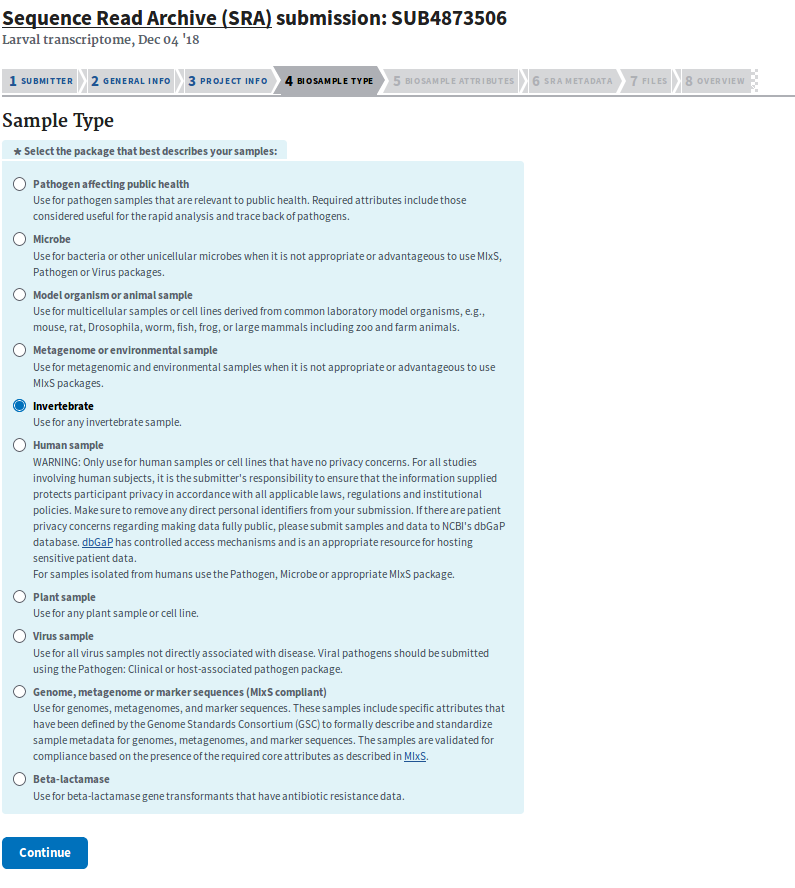 Sequence Read Archive (SRA) submission: SUB4873506
Larval transcriptome, Dec 04 '18
1 SUBMITTER 2 GENERAL INFO 3 PROJECT INFO 4 BIOSAMPLE TYPE 5 BIOSAMPLE ATTRIBUTES 6 SRA METADATA 7 FILES 8 OVERVIEW
Sample Type
* Select the package that best describes your samples:
Pathogen affecting public health
Use for pathogen samples that are relevant to public health. Required attributes include those
considered useful for the rapid analysis and trace back of pathogens.
Microbe
Use for bacteria or other unicellular microbes when it is not appropriate or advantageous to use MIxS,
Pathogen or Virus packages.
Model organism or animal sample
Use for multicellular samples or cell lines derived from common laboratory model organisms, e.g.,
mouse, rat, Drosophila, worm, fish, frog, or large mammals including zoo and farm animals.
Metagenome or environmental sample
Use for metagenomic and environmental samples when it is not appropriate or advantageous to use
MIxS packages.
Invertebrate
Use for any invertebrate sample.
Human sample
WARNING: Only use for human samples or cell lines that have no privacy concerns. For all studies
involving human subjects, it is the submitter's responsibility to ensure that the information supplied
protects participant privacy in accordance with all applicable laws, regulations and institutional
policies. Make sure to remove any direct personal identifiers from your submission. If there are patient
privacy concerns regarding making data fully public, please submit samples and data to NCBI's dbGaP
database. dbGaP has controlled access mechanisms and is an appropriate resource for hosting
sensitive patient data.
For samples isolated from humans use the Pathogen, Microbe or appropriate MIxS package.
Plant sample
Use for any plant sample or cell line.
Virus sample
Use for all virus samples not directly associated with disease. Viral pathogens should be submitted
using the Pathogen: Clinical or host-associated pathogen package.
Genome, metagenome or marker sequences (MIxS compliant)
Use for genomes, metagenomes, and marker sequences. These samples include specific attributes that
have been defined by the Genome Standards Consortium (GSC) to formally describe and standardize
sample metadata for genomes, metagenomes, and marker sequences. The samples are validated for
compliance based on the presence of the required core attributes as described in MIxS.
Beta-lactamase
Use for beta-lactamase gene transformants that have antibiotic resistance data.
Continue